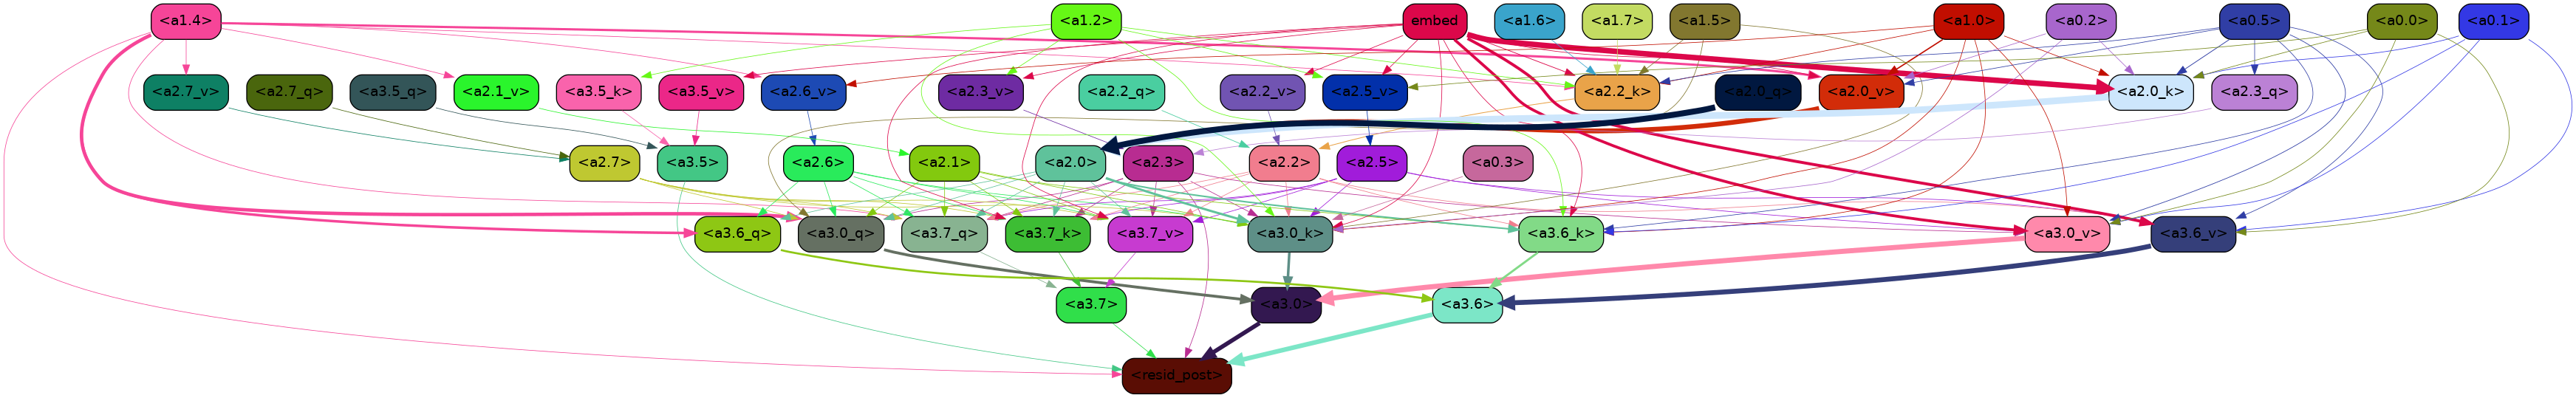 <a1.4> <a1.2> embed <a1.6> <a1.7> <a1.5> <a1.0> <a0.2> <a0.5> <a0.0> <a0.1>
<a2.7_v> <a2.7_q> <a3.5_q> <a2.1_v> <a3.5_k> <a3.5_v> <a2.6_v> <a2.3_v> <a2.2_q> <a2.2_v> <a2.5_v> <a2.2_k> <a2.0_q> <a2.0_v> <a2.0_k> <a2.3_q>
<a2.7> <a3.5> <a2.6> <a2.1> <a2.0> <a2.3> <a2.2> <a2.5> <a0.3>
<a3.6_q> <a3.0_q> <a3.7_q> <a3.7_k> <a3.7_v> <a3.0_k> <a3.6_k> <a3.0_v> <a3.6_v>
<a3.7> <a3.0> <a3.6>
<resid_post>